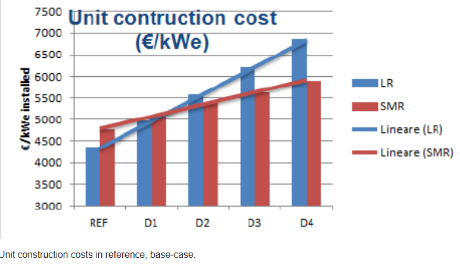 Unit contruction cost
(€/kWe)
€/kWe installed
7500
7000
6500
6000
5500
5000
4500
4000
3500
3000
REF D1 D2 D3 D4
LR
SMR
Lineare (LR)
Lineare (SMR)
Unit construction costs in reference, base-case.